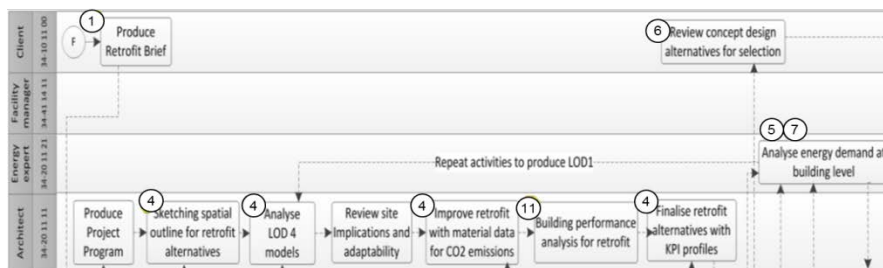 Client
34-10 11 00
F
1
Produce
Retrofit Brief
6
Review concept design
alternatives for selection
Facility
manager
34-41 14 11
Energy
expert
34-20 11 21
Repeat activities to produce LOD1
5
7
Analyse energy demand at
building level
Architect
34-20 11 11
Produce
Project
Program
4
Sketching spatial
outline for retrofit
alternatives
4
Analyse
LOD 4
models
Review site
Implications and
adaptability
4
Improve retrofit
with material data
for CO2 emissions
11
Building performance
analysis for retrofit
4
Finalise retrofit
alternatives with
KPI profiles